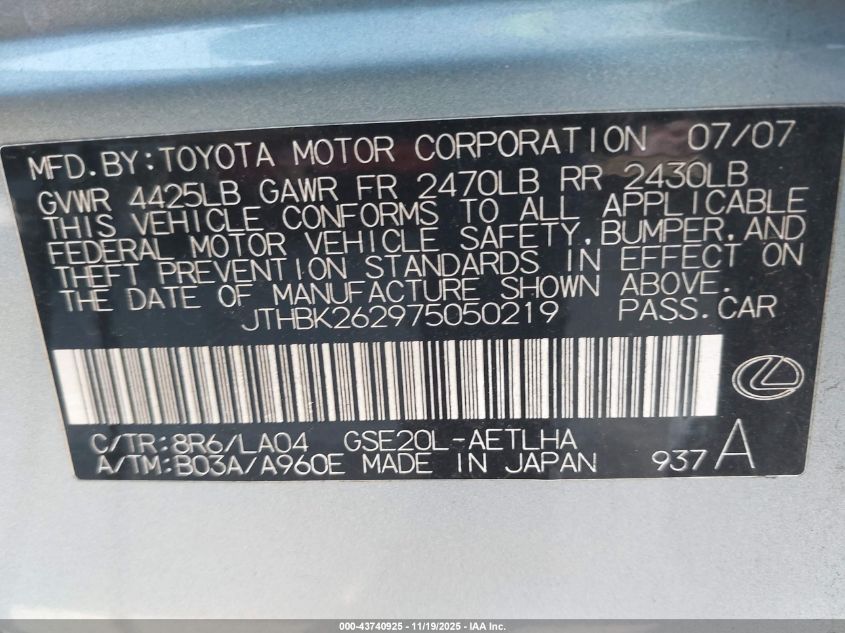 MFD.BY:TOYOTA MOTOR CORPORATION 07/07
GVWR 4425LB GAWR FR 2470LB RR 2430LB
THIS VEHICLE CONFORMS TO ALL APPLICABLE
FEDERAL MOTOR VEHICLE SAFETY,BUMPER,AND
THEFT PREVENTION STANDARDS IN EFFECT ON
THE DATE OF MANUFACTURE SHOWN ABOVE.
JTHBK262975050219 PASS.CAR
C/TR:8R6/LA04 GSE20L-AETLHA
A/TM:B03A/A960E MADE IN JAPAN 937A
000-43740925 - 11/19/2025 - IAA Inc.